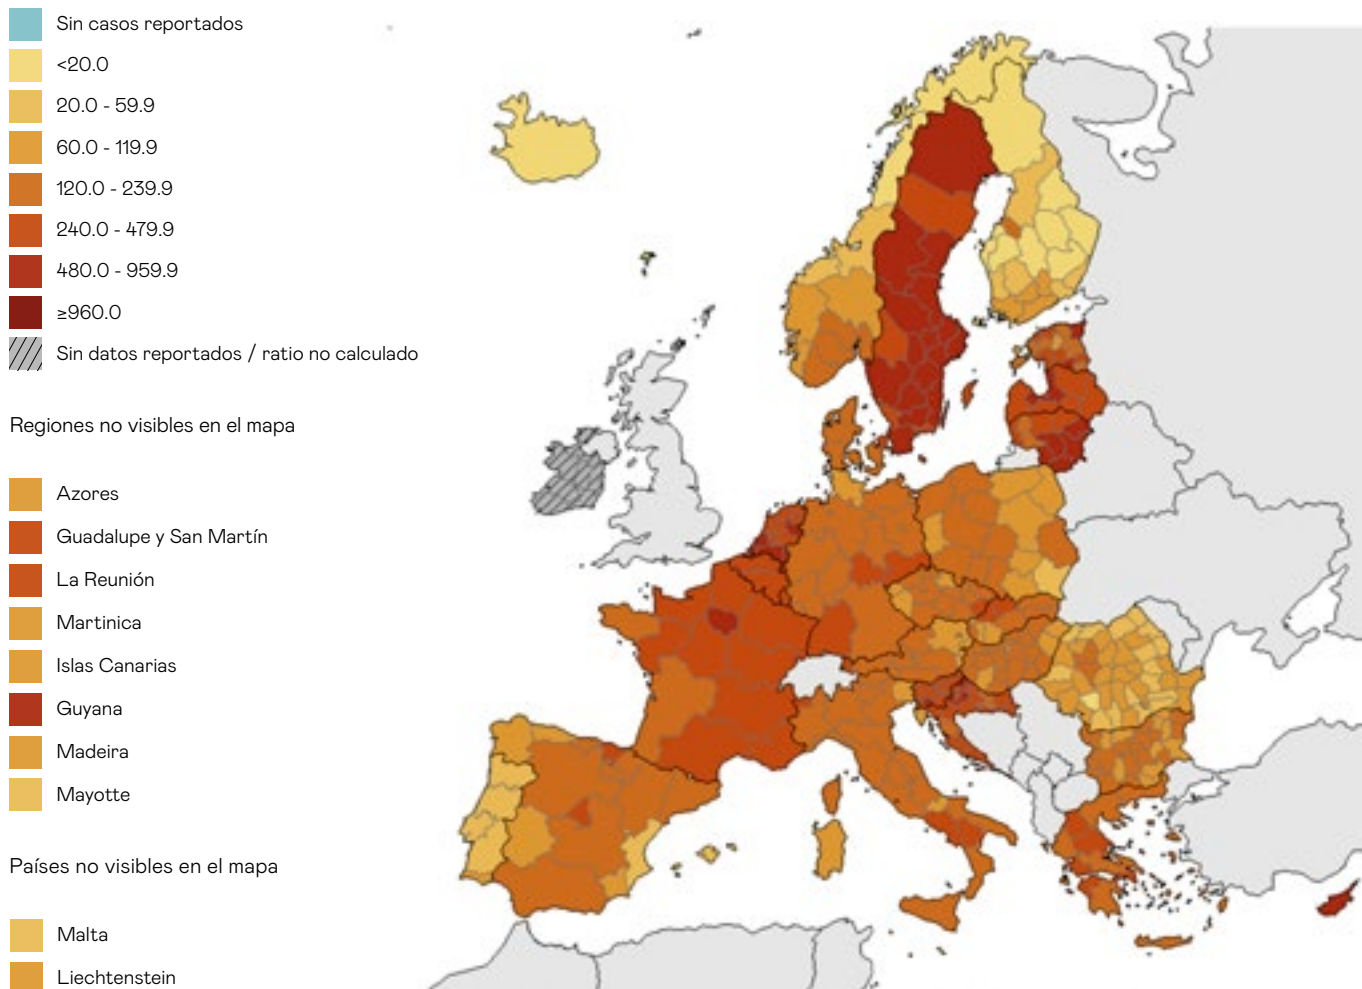 Sin casos reportados
<20.0
20.0 - 59.9
60.0 - 119.9
120.0 - 239.9
240.0 - 479.9
480.0 - 959.9
≥960.0
Sin datos reportados / ratio no calculado
Regiones no visibles en el mapa
Azores
Guadalupe y San Martín
La Reunión
Martinica
Islas Canarias
Guyana
Madeira
Mayotte
Países no visibles en el mapa
Malta
Liechtenstein